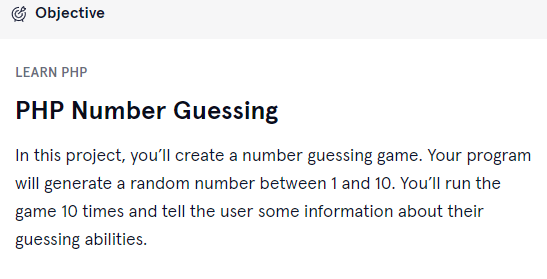 Objective
LEARN PHP
PHP Number Guessing
In this project, you’ll create a number guessing game. Your program
will generate a random number between 1 and 10. You’ll run the
game 10 times and tell the user some information about their
guessing abilities.